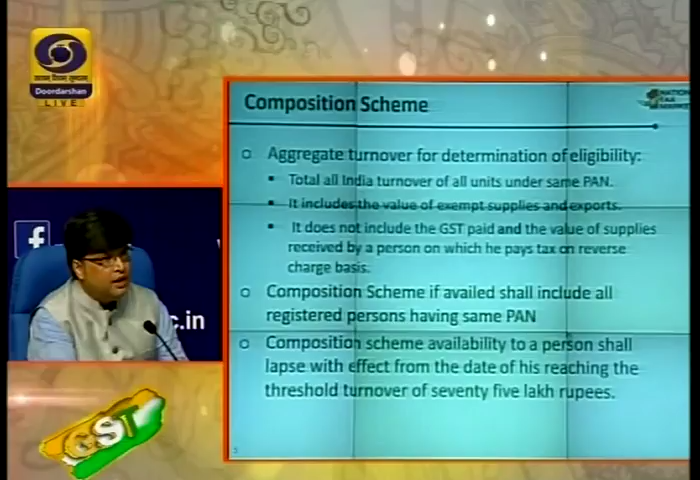 Doordarshan
LIVE
Composition Scheme
NATION
TAX
MARKET
o Aggregate turnover for determination of eligibility:
▪ Total all India turnover of all units under same PAN.
▪ It includes the value of exempt supplies and exports.
▪ It does not include the GST paid and the value of supplies
received by a person on which he pays tax on reverse
charge basis.
o Composition Scheme if availed shall include all
registered persons having same PAN
o Composition scheme availability to a person shall
lapse with effect from the date of his reaching the
threshold turnover of seventy five lakh rupees.
f
c.in
GST